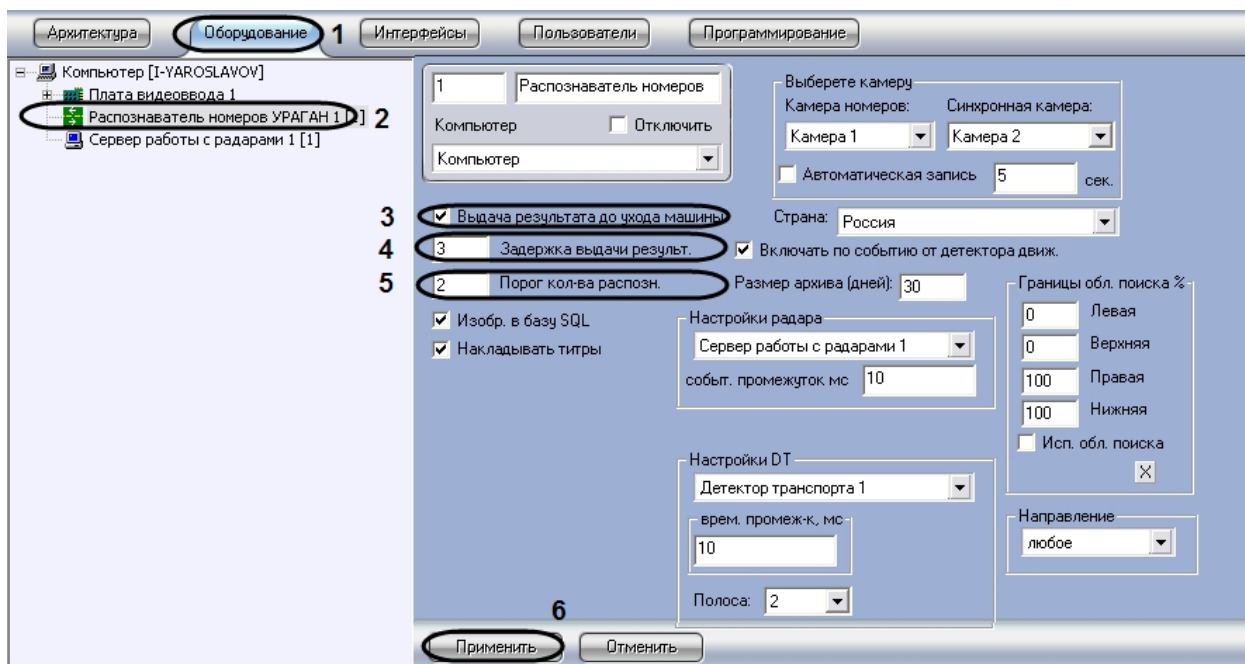 Архитектура Оборудование 1 Интерфейсы Пользователи Программирование
Компьютер [I-YAROSLAVOV]
Плата видеоввода 1
Распознаватель номеров УРАГАН 1 [1] 2
Сервер работы с радарами 1 [1]
1 Распознаватель номеров
Компьютер Отключить
Компьютер
Выберете камеру
Камера номеров: Синхронная камера:
Камера 1 Камера 2
Автоматическая запись 5 сек.
3 Выдача результата до ухода машины
Страна: Россия
4 3 Задержка выдачи результ.
Включать по событию от детектора движ.
5 2 Порог кол-ва распозн.
Размер архива (дней): 30
Изобр. в базу SQL
Накладывать титры
Настройки радара
Сервер работы с радарами 1
событ. промежуток мс 10
Границы обл. поиска %
0 Левая
0 Верхняя
100 Правая
100 Нижняя
Исп. обл. поиска
X
Настройки DT
Детектор транспорта 1
врем. промеж-к, мс
10
Полоса: 2
Направление
любое
6
Применить Отменить